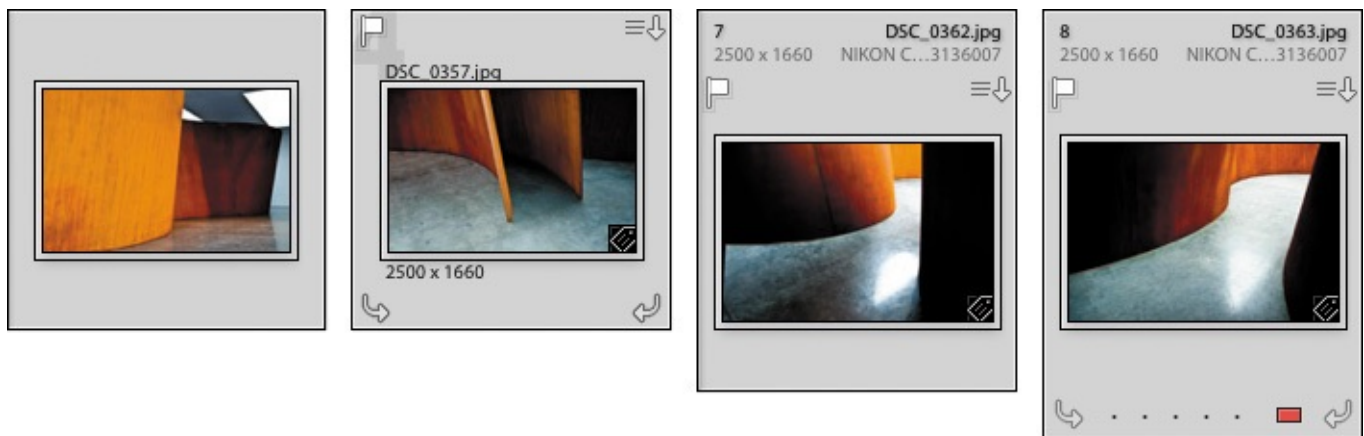 DSC_0357.jpg
2500 x 1660
7 DSC_0362.jpg
2500 x 1660 NIKON C...3136007
8 DSC_0363.jpg
2500 x 1660 NIKON C...3136007